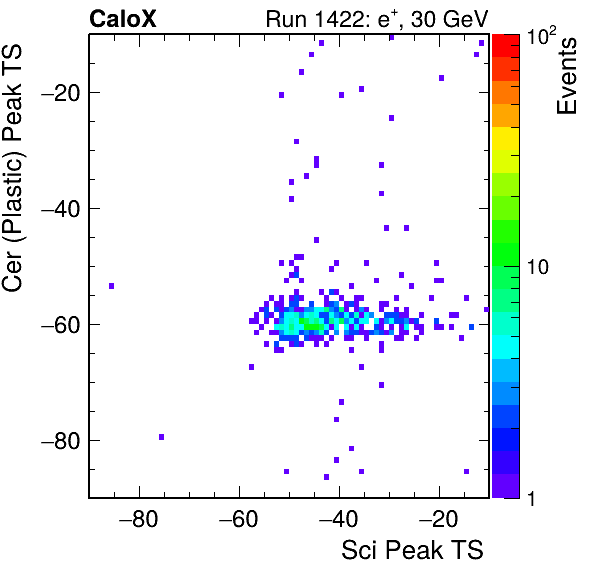 CaloX Run 1422: e⁺, 30 GeV
Cer (Plastic) Peak TS
−20
−40
−60
−80
−80 −60 −40 −20
Sci Peak TS
10²
10
1
Events